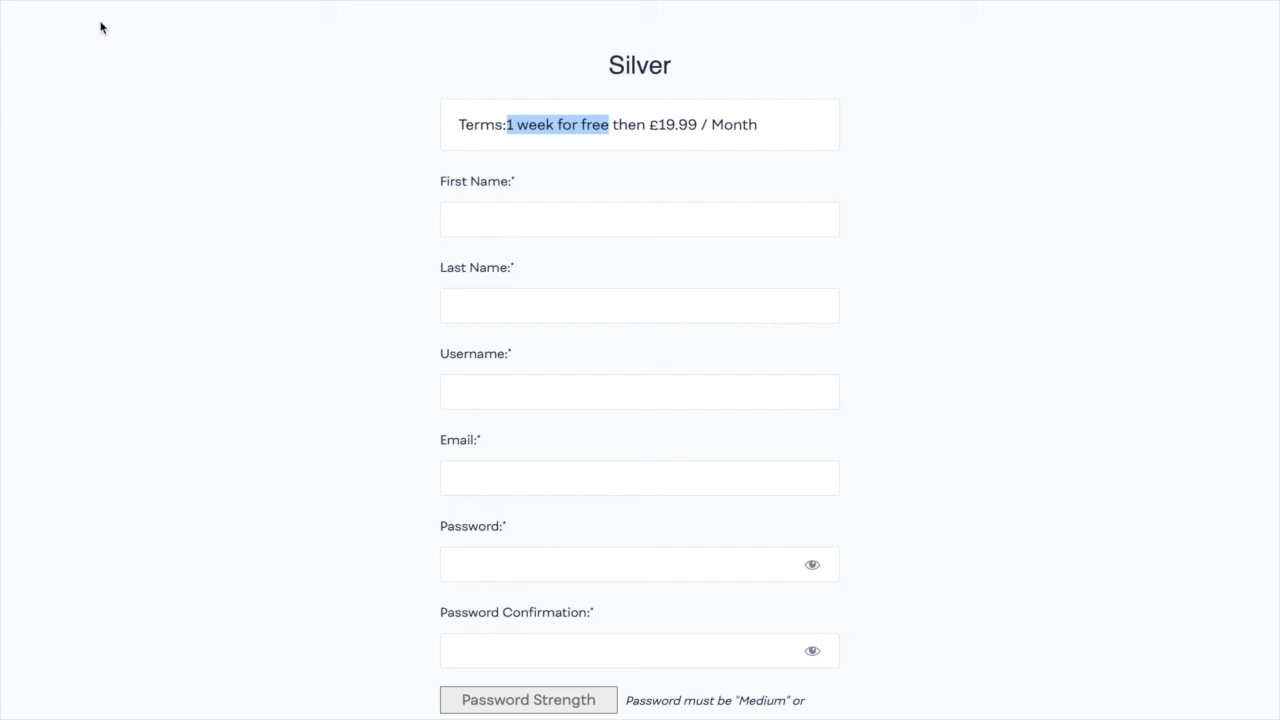 Silver
Terms:1 week for free then £19.99 / Month
First Name:*
Last Name:*
Username:*
Email:*
Password:*
Password Confirmation:*
Password Strength
Password must be "Medium" or